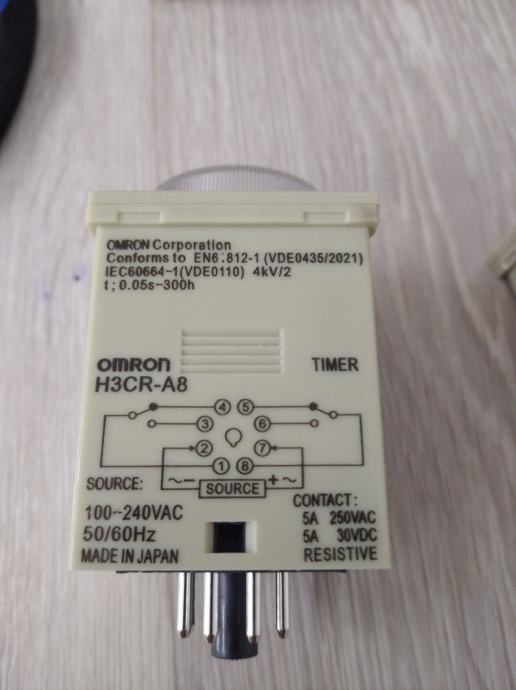 OMRON Corporation
Conforms to EN6.812-1 (VDE0435/2021)
IEC60664-1(VDE0110) 4kV/2
t ; 0.05s-300h
OMRON TIMER
H3CR-A8
4 5
3 6
2 7
1 8
~− SOURCE +~
SOURCE:
100~240VAC
50/60Hz
MADE IN JAPAN
CONTACT:
5A 250VAC
5A 30VDC
RESISTIVE